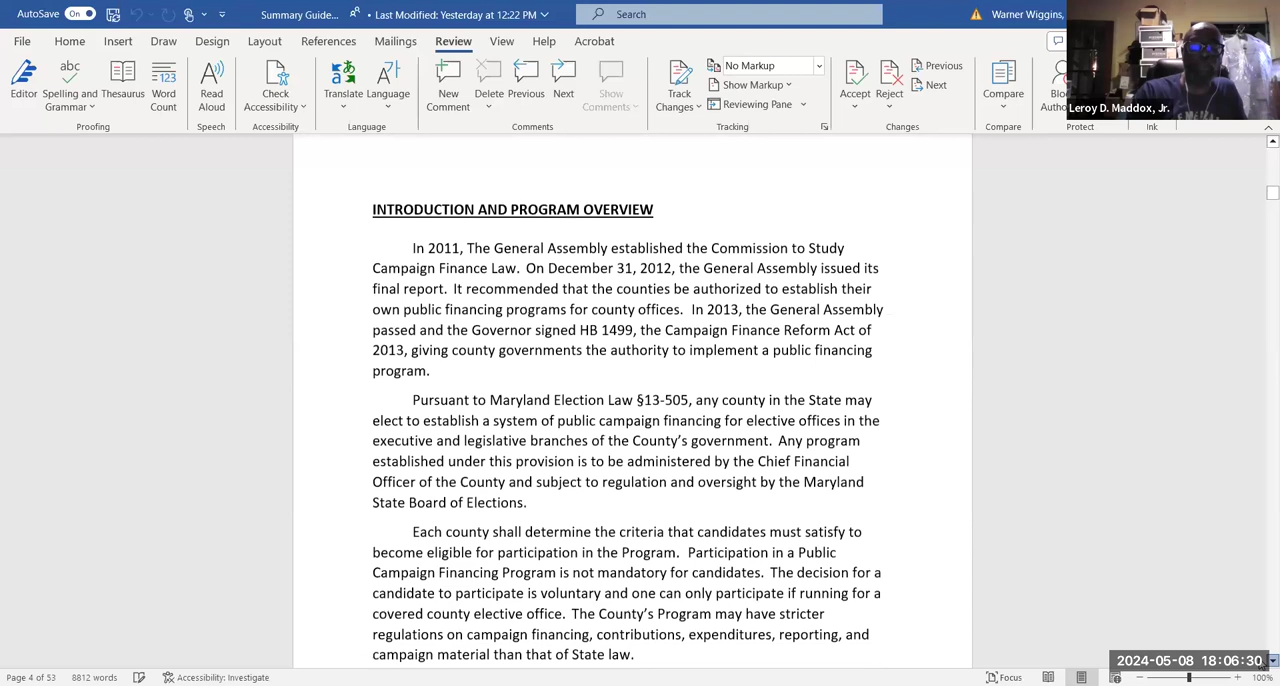 AutoSave On Summary Guide... • Last Modified: Yesterday at 12:22 PM Search Warner Wiggins,
File Home Insert Draw Design Layout References Mailings Review View Help Acrobat
Editor Spelling and Grammar Thesaurus Word Count Read Aloud Check Accessibility Translate Language New Comment Delete Previous Next Show Comments Track Changes No Markup Show Markup Reviewing Pane Accept Reject Previous Next Compare
Leroy D. Maddox, Jr.
Proofing Speech Accessibility Language Comments Tracking Changes Compare Protect Ink
INTRODUCTION AND PROGRAM OVERVIEW
In 2011, The General Assembly established the Commission to Study
Campaign Finance Law. On December 31, 2012, the General Assembly issued its
final report. It recommended that the counties be authorized to establish their
own public financing programs for county offices. In 2013, the General Assembly
passed and the Governor signed HB 1499, the Campaign Finance Reform Act of
2013, giving county governments the authority to implement a public financing
program.
Pursuant to Maryland Election Law §13-505, any county in the State may
elect to establish a system of public campaign financing for elective offices in the
executive and legislative branches of the County's government. Any program
established under this provision is to be administered by the Chief Financial
Officer of the County and subject to regulation and oversight by the Maryland
State Board of Elections.
Each county shall determine the criteria that candidates must satisfy to
become eligible for participation in the Program. Participation in a Public
Campaign Financing Program is not mandatory for candidates. The decision for a
candidate to participate is voluntary and one can only participate if running for a
covered county elective office. The County's Program may have stricter
regulations on campaign financing, contributions, expenditures, reporting, and
campaign material than that of State law.
2024-05-08 18:06:30
Page 4 of 53 8812 words Accessibility: Investigate Focus 100%